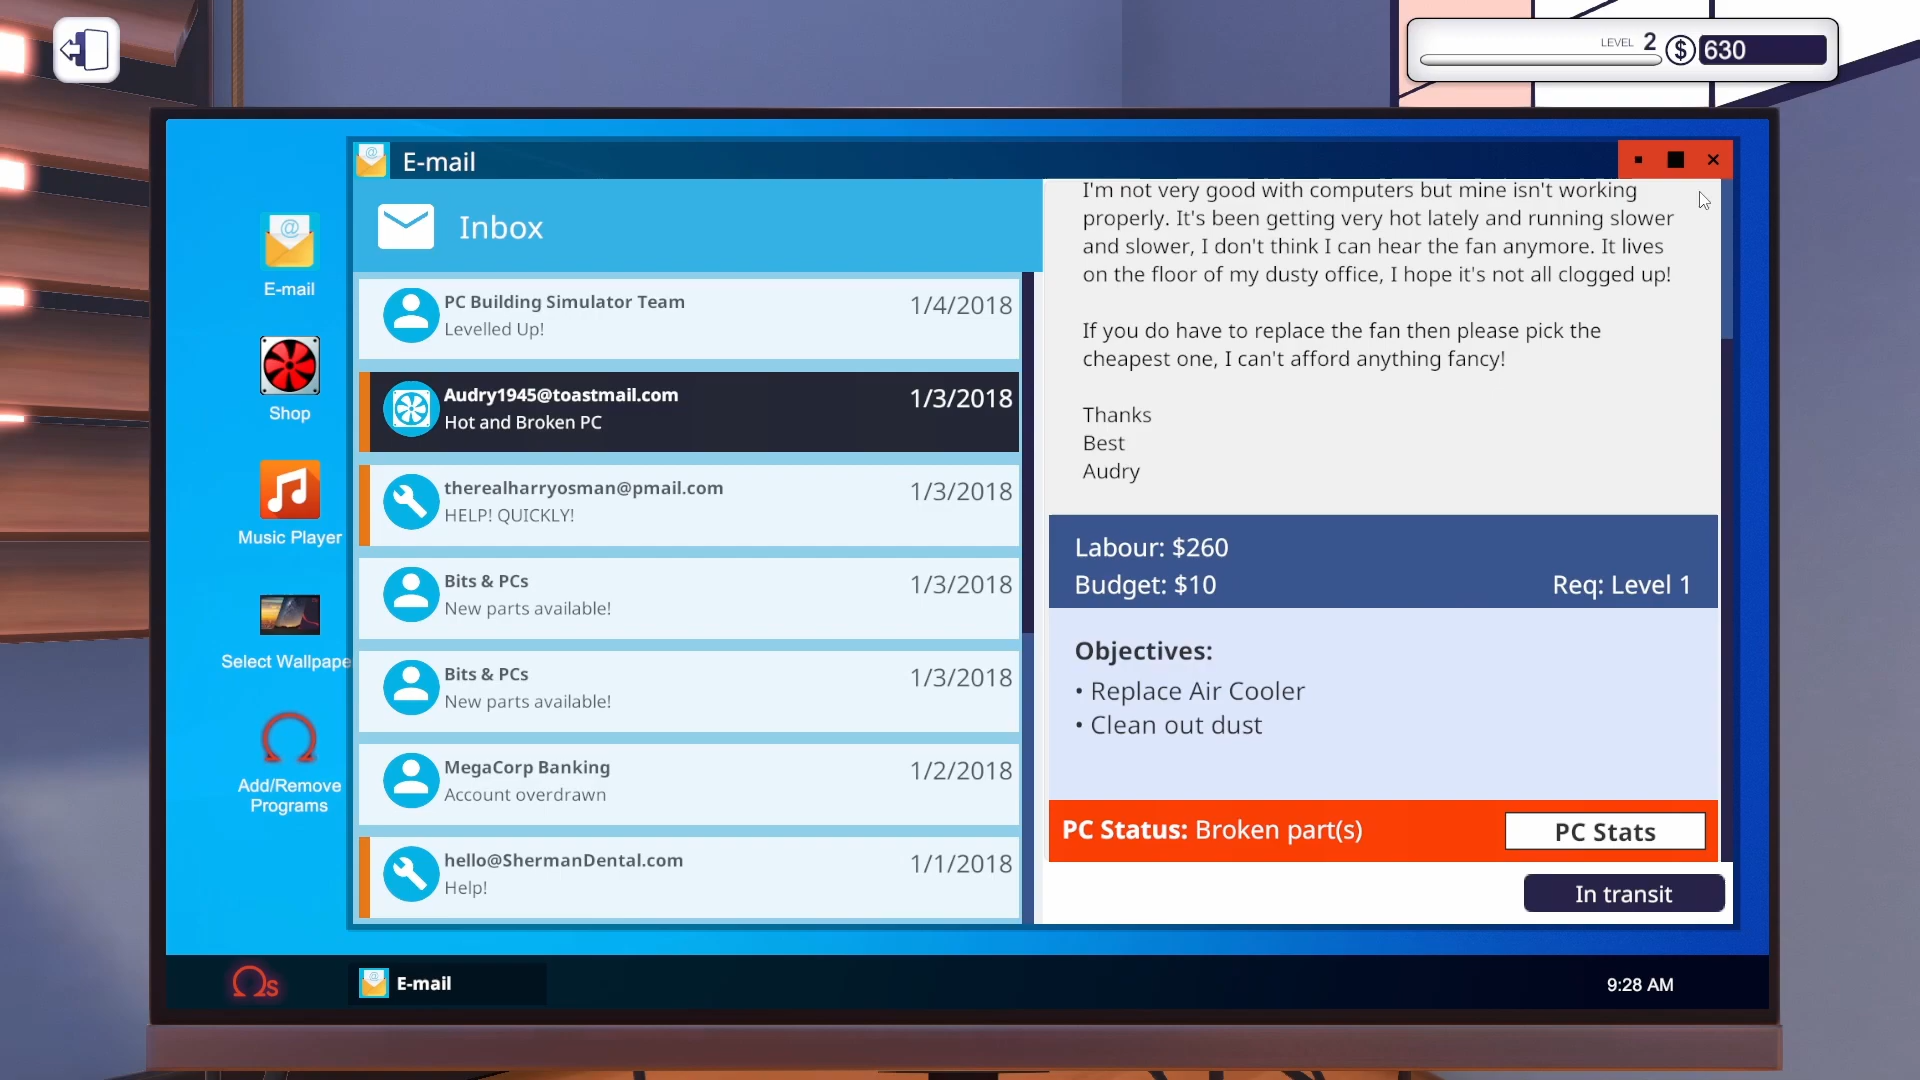 LEVEL 2 $ 630
E-mail
Inbox
E-mail
Shop
Music Player
Select Wallpape
Add/Remove
Programs
PC Building Simulator Team 1/4/2018
Levelled Up!
Audry1945@toastmail.com 1/3/2018
Hot and Broken PC
therealharryosman@pmail.com 1/3/2018
HELP! QUICKLY!
Bits & PCs 1/3/2018
New parts available!
Bits & PCs 1/3/2018
New parts available!
MegaCorp Banking 1/2/2018
Account overdrawn
hello@ShermanDental.com 1/1/2018
Help!
I'm not very good with computers but mine isn't working
properly. It's been getting very hot lately and running slower
and slower, I don't think I can hear the fan anymore. It lives
on the floor of my dusty office, I hope it's not all clogged up!
If you do have to replace the fan then please pick the
cheapest one, I can't afford anything fancy!
Thanks
Best
Audry
Labour: $260
Budget: $10 Req: Level 1
Objectives:
• Replace Air Cooler
• Clean out dust
PC Status: Broken part(s) PC Stats
In transit
Ωs E-mail 9:28 AM